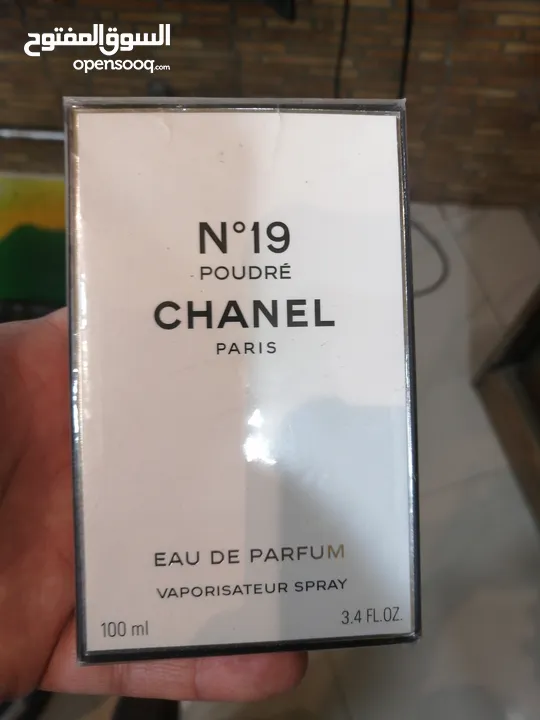 السوق المفتوح
opensooq.com
N°19
POUDRÉ
CHANEL
PARIS
EAU DE PARFUM
VAPORISATEUR SPRAY
100 ml
3.4 FL.OZ.